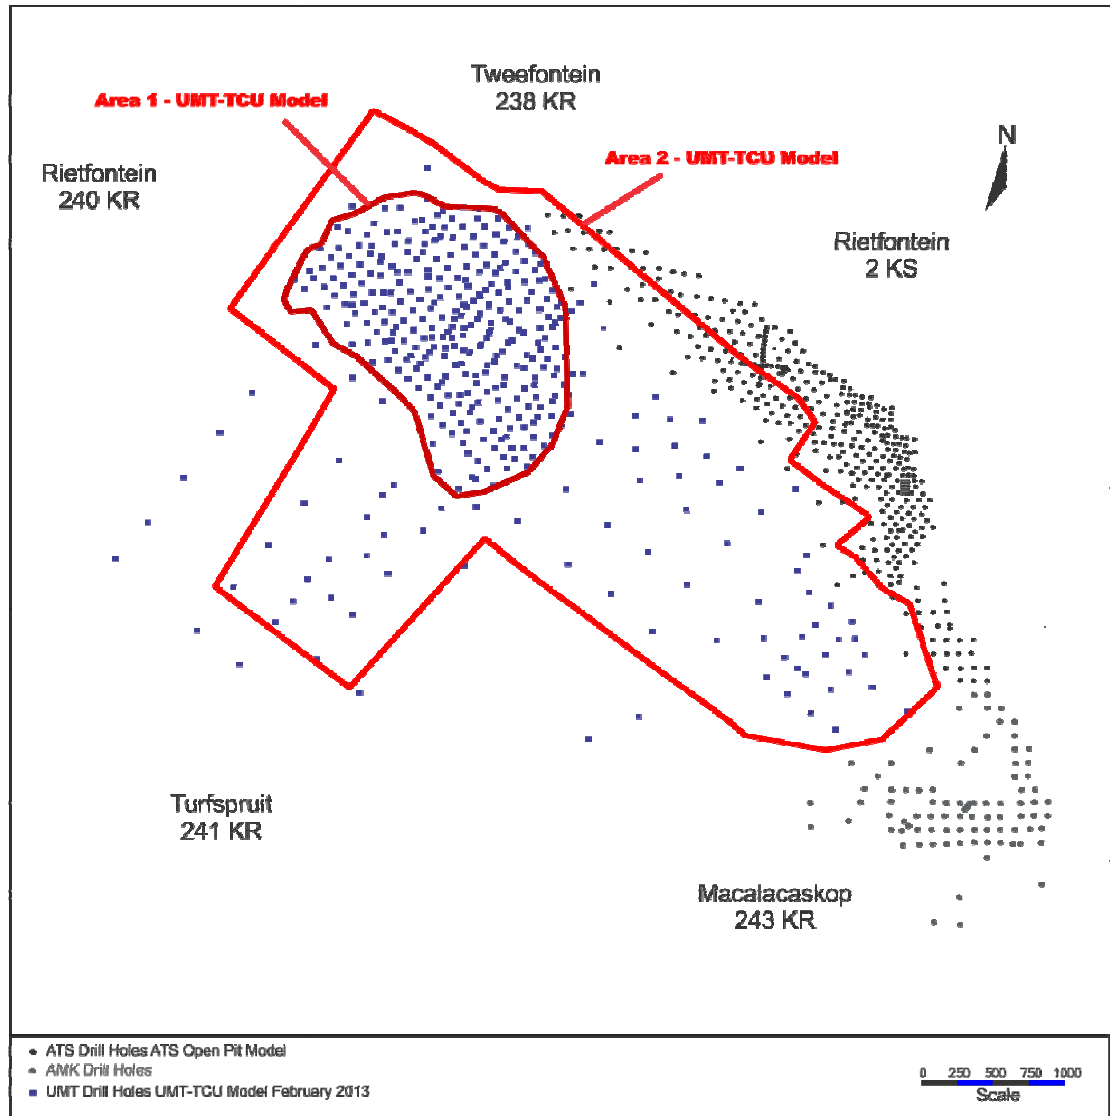 Tweefontein
238 KR
Area 1 - UMT-TCU Model
N
Area 2 - UMT-TCU Model
Rietfontein
240 KR
Rietfontein
2 KS
Turfspruit
241 KR
Macalacaskop
243 KR
ATS Drill Holes ATS Open Pit Model
AMK Drill Holes
UMT Drill Holes UMT-TCU Model February 2013
0 250 500 750 1000
Scale